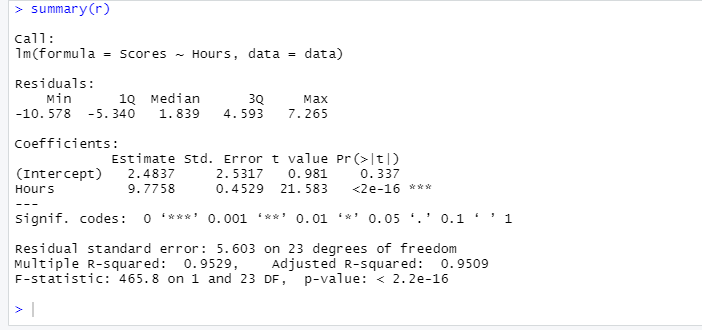 > summary(r)
Call:
lm(formula = Scores ~ Hours, data = data)
Residuals:
Min 1Q Median 3Q Max
-10.578 -5.340 1.839 4.593 7.265
Coefficients:
Estimate Std. Error t value Pr(>|t|)
(Intercept) 2.4837 2.5317 0.981 0.337
Hours 9.7758 0.4529 21.583 <2e-16 ***
---
Signif. codes: 0 ‘***’ 0.001 ‘**’ 0.01 ‘*’ 0.05 ‘.’ 0.1 ‘ ’ 1
Residual standard error: 5.603 on 23 degrees of freedom
Multiple R-squared: 0.9529, Adjusted R-squared: 0.9509
F-statistic: 465.8 on 1 and 23 DF, p-value: < 2.2e-16
>